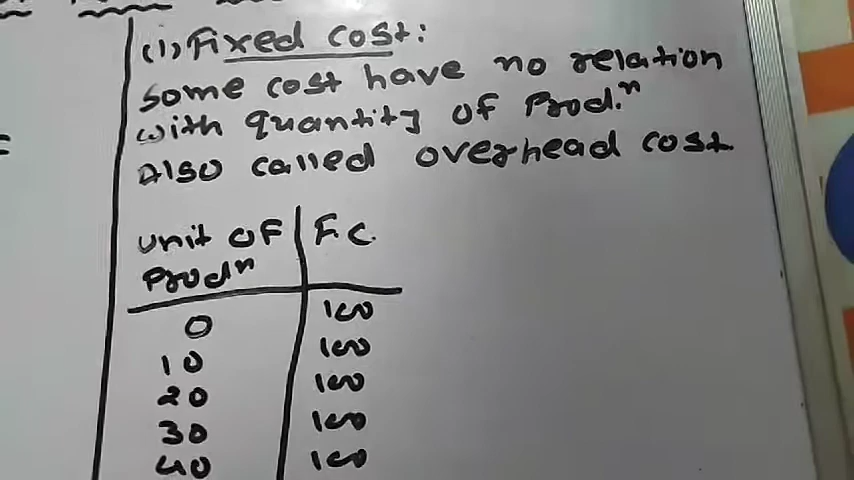 (1) Fixed cost:
Some cost have no relation
with quantity of Prod.ⁿ
Also called overhead cost
unit of Prodⁿ | F.C.
0 | 100
10 | 100
20 | 100
30 | 100
40 | 100